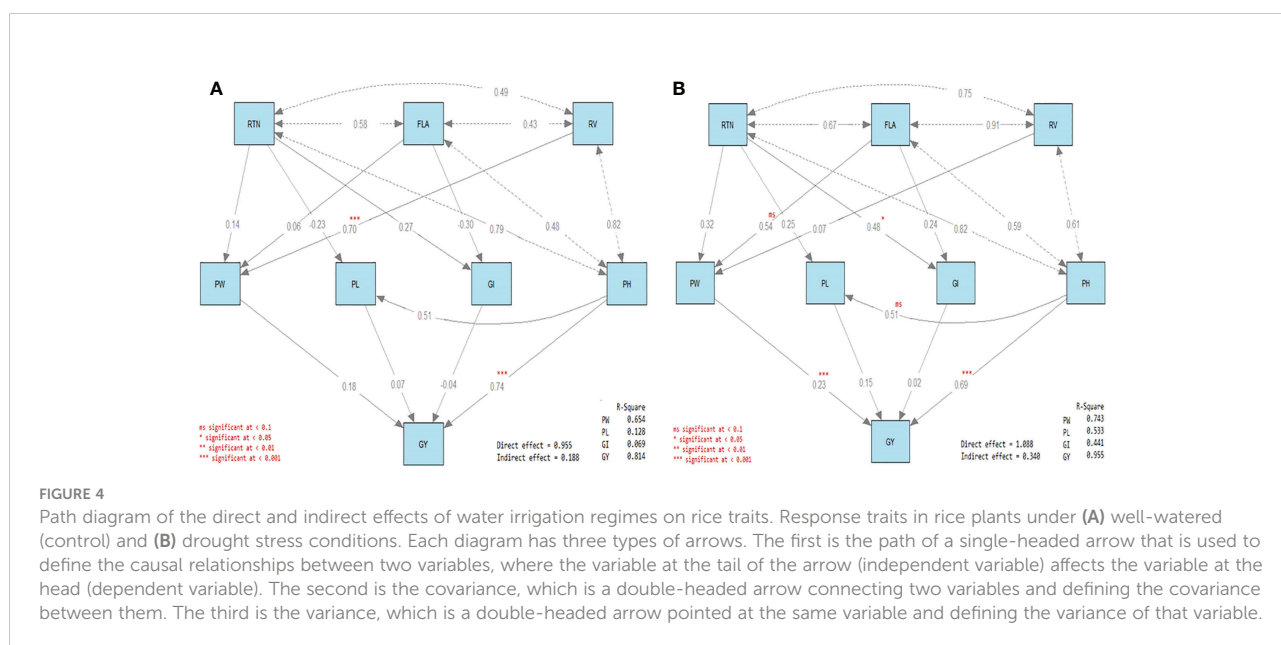 A
0.49
RTN
0.58
FLA
0.43
RV
0.14
0.06
-0.23
***
0.70
0.27
-0.30
0.79
0.48
0.82
PW
PL
GI
PH
0.51
0.18
0.07
-0.04
***
0.74
GY
ms significant at < 0.1
* significant at < 0.05
** significant at < 0.01
*** significant at < 0.001
Direct effect = 0.955
Indirect effect = 0.188
R-Square
PW 0.654
PL 0.128
GI 0.069
GY 0.814
B
0.75
RTN
0.67
FLA
0.91
RV
0.32
ms
0.54
0.25
0.07
*
0.48
0.24
0.82
0.59
0.61
PW
PL
GI
PH
ms
0.51
***
0.23
0.15
0.02
***
0.69
GY
ms significant at < 0.1
* significant at < 0.05
** significant at < 0.01
*** significant at < 0.001
Direct effect = 1.088
Indirect effect = 0.340
R-Square
PW 0.743
PL 0.533
GI 0.441
GY 0.955
FIGURE 4
Path diagram of the direct and indirect effects of water irrigation regimes on rice traits. Response traits in rice plants under (A) well-watered
(control) and (B) drought stress conditions. Each diagram has three types of arrows. The first is the path of a single-headed arrow that is used to
define the causal relationships between two variables, where the variable at the tail of the arrow (independent variable) affects the variable at the
head (dependent variable). The second is the covariance, which is a double-headed arrow connecting two variables and defining the covariance
between them. The third is the variance, which is a double-headed arrow pointed at the same variable and defining the variance of that variable.